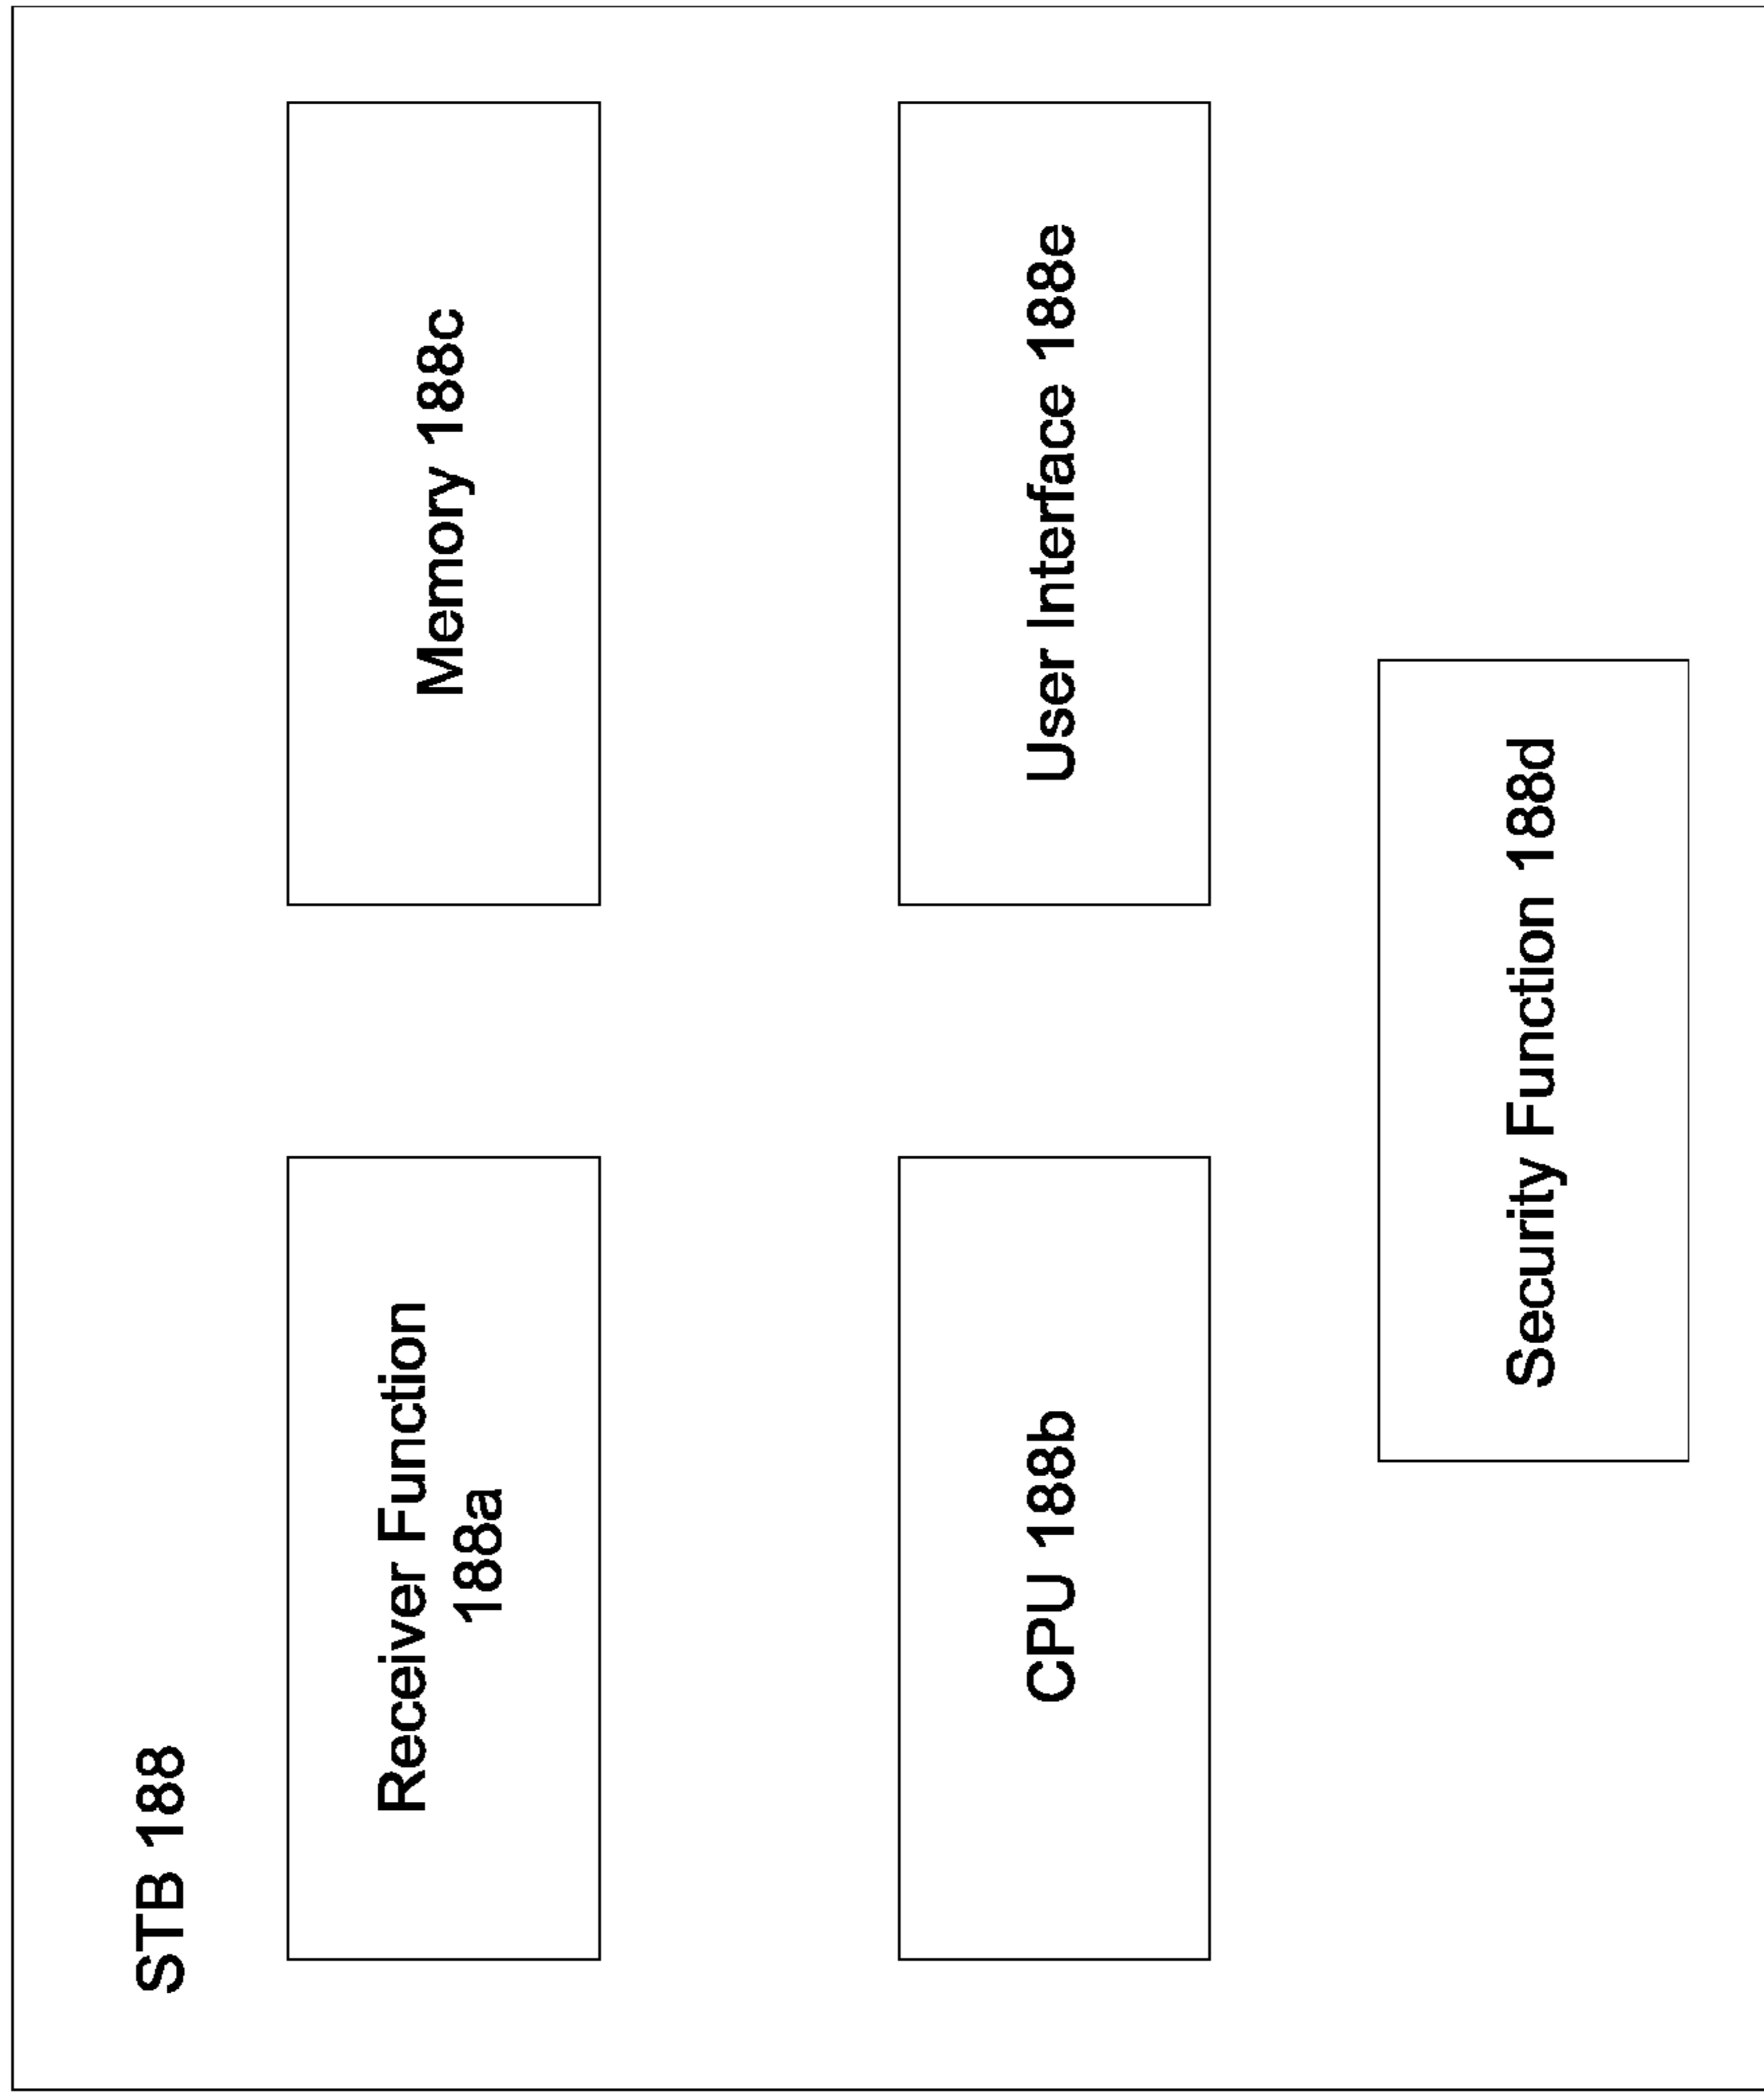 STB 188
Receiver Function
188a
Memory 188c
CPU 188b
User Interface 188e
Security Function 188d